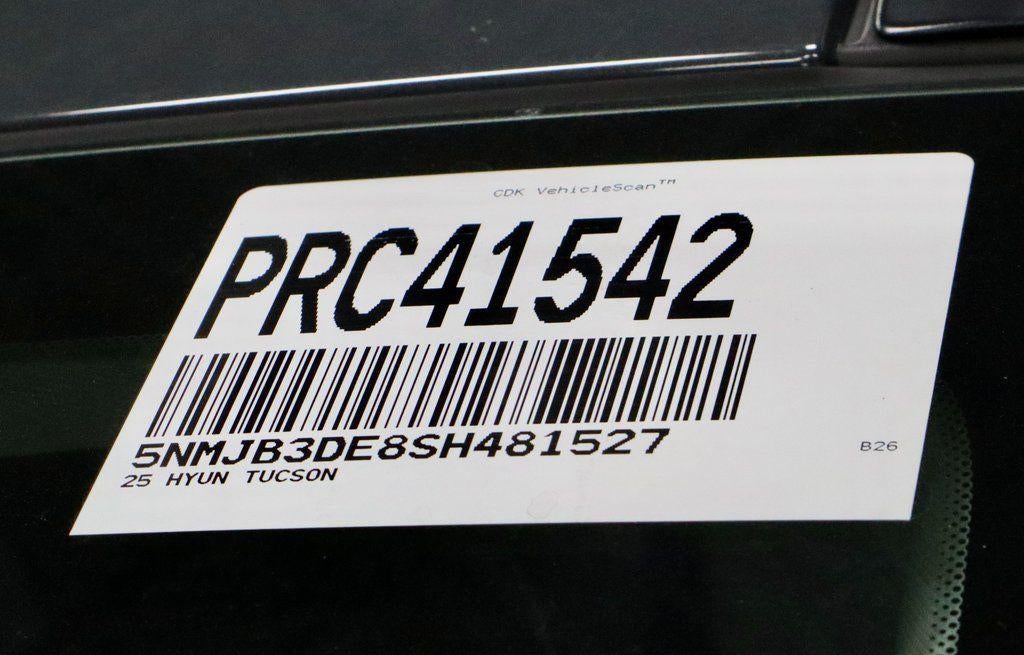 CDK VehicleScan™
PRC41542
5NMJB3DE8SH481527
25 HYUN TUCSON
B26